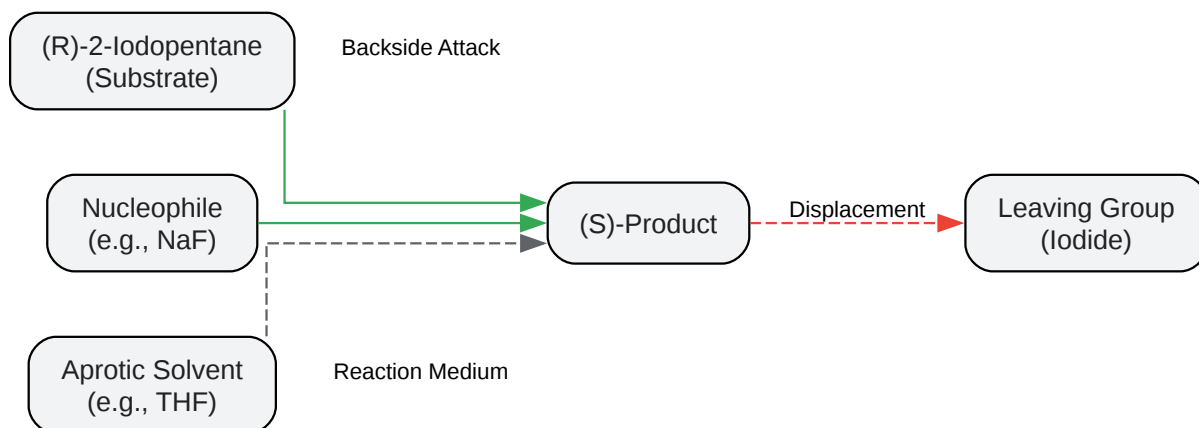 (R)-2-Iodopentane
(Substrate)
Backside Attack
Nucleophile
(e.g., NaF)
(S)-Product
Displacement
Leaving Group
(Iodide)
Aprotic Solvent
(e.g., THF)
Reaction Medium